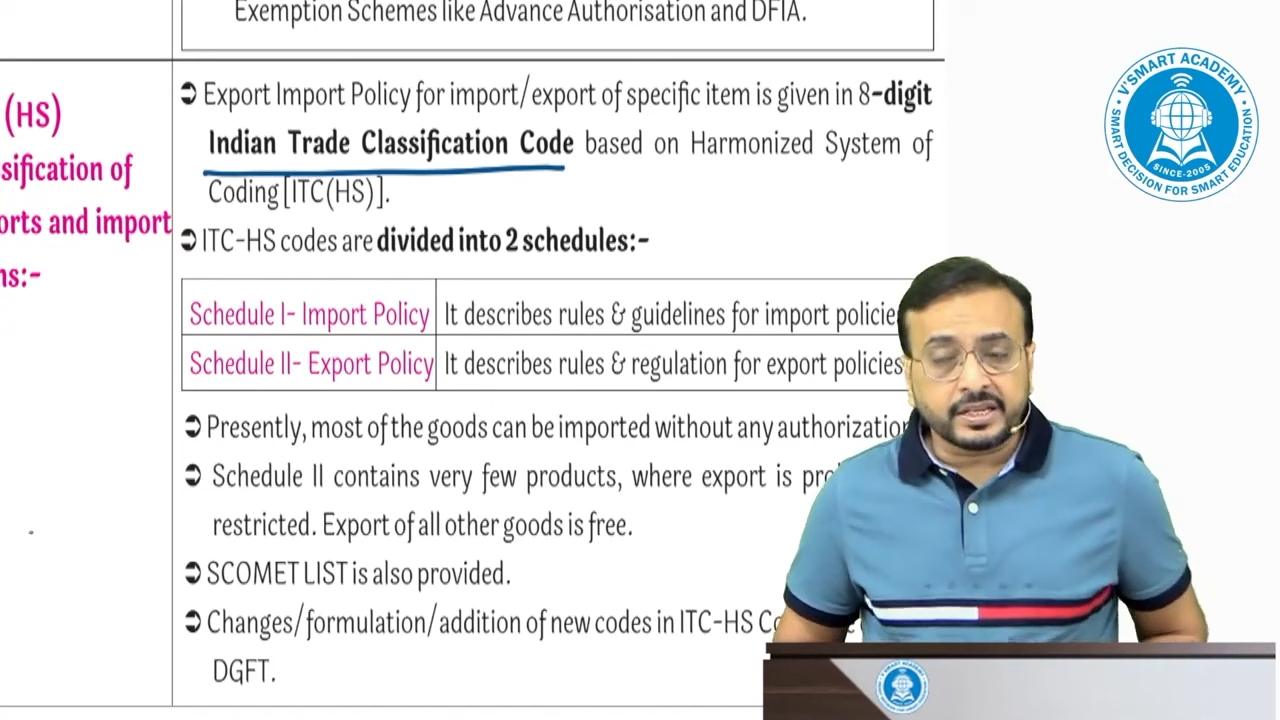 Exemption Schemes like Advance Authorisation and DFIA.
(HS)
sification of
orts and import
ns:-
➲ Export Import Policy for import/export of specific item is given in 8-digit
Indian Trade Classification Code based on Harmonized System of
Coding [ITC(HS)].
➲ ITC-HS codes are divided into 2 schedules:-
Schedule I- Import Policy It describes rules & guidelines for import policie
Schedule II- Export Policy It describes rules & regulation for export policies
➲ Presently, most of the goods can be imported without any authorization
➲ Schedule II contains very few products, where export is pro
restricted. Export of all other goods is free.
➲ SCOMET LIST is also provided.
➲ Changes/formulation/addition of new codes in ITC-HS
DGFT.
V'SMART ACADEMY
SMART DECISION FOR SMART EDUCATION
SINCE-2005